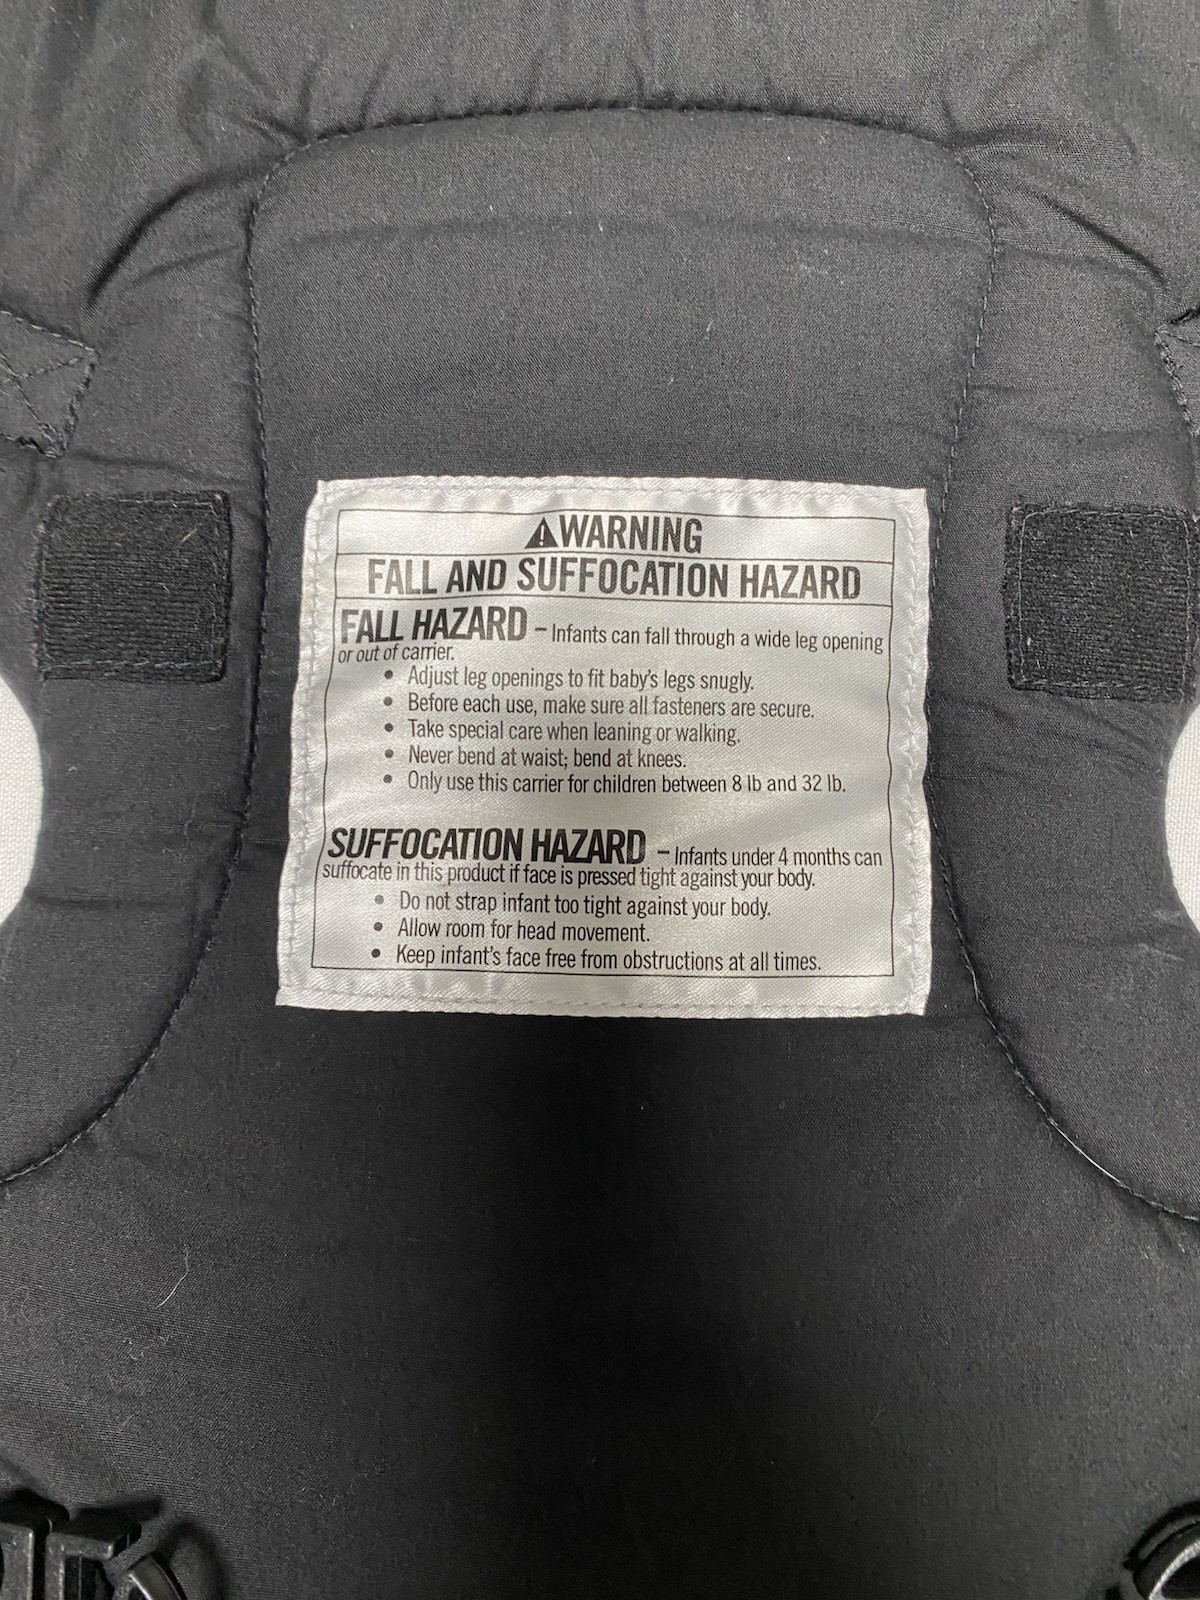 ⚠WARNING
FALL AND SUFFOCATION HAZARD
FALL HAZARD – Infants can fall through a wide leg opening
or out of carrier.
• Adjust leg openings to fit baby's legs snugly.
• Before each use, make sure all fasteners are secure.
• Take special care when leaning or walking.
• Never bend at waist; bend at knees.
• Only use this carrier for children between 8 lb and 32 lb.
SUFFOCATION HAZARD – Infants under 4 months can
suffocate in this product if face is pressed tight against your body.
• Do not strap infant too tight against your body.
• Allow room for head movement.
• Keep infant's face free from obstructions at all times.